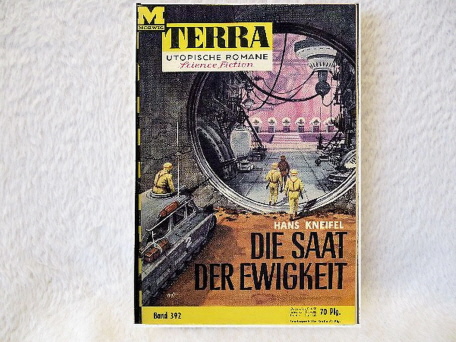 M
MOEWIG
TERRA
UTOPISCHE ROMANE
Science Fiction
HANS KNEIFEL
DIE SAAT
DER EWIGKEIT
Band 392
70 Pfg.